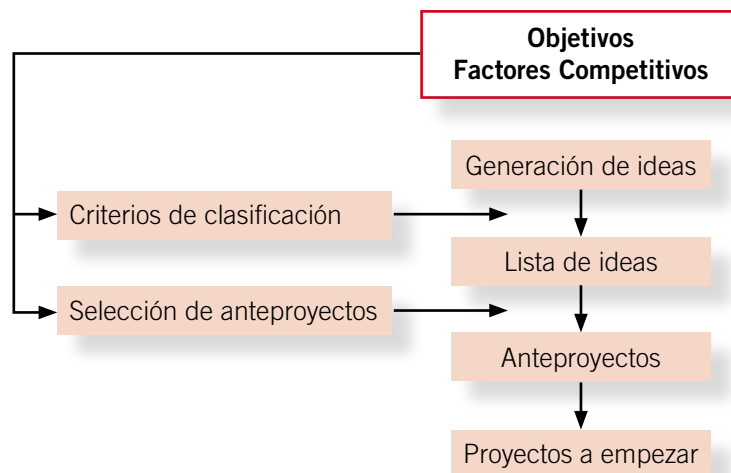 Objetivos
Factores Competitivos
Generación de ideas
Criterios de clasificación
Lista de ideas
Selección de anteproyectos
Anteproyectos
Proyectos a empezar